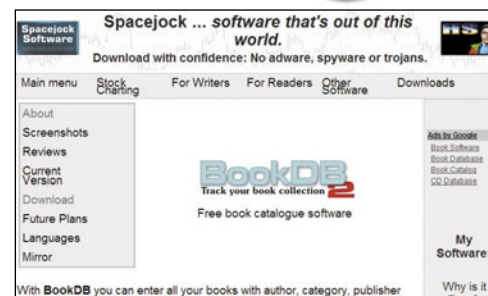 Spacejock
Software
Spacejock ... software that's out of this
world.
Download with confidence: No adware, spyware or trojans.
Main menu
Stock
Charting
For Writers
For Readers
Other
Software
Downloads
About
Screenshots
Reviews
Current
Version
Download
Future Plans
Languages
Mirror
BookDB
2
Track your book collection
Free book catalogue software
Ads by Google
Book Software
Book Database
Book Catalog
CD Database
My
Software
Why is it
With BookDB you can enter all your books with author, category, publisher